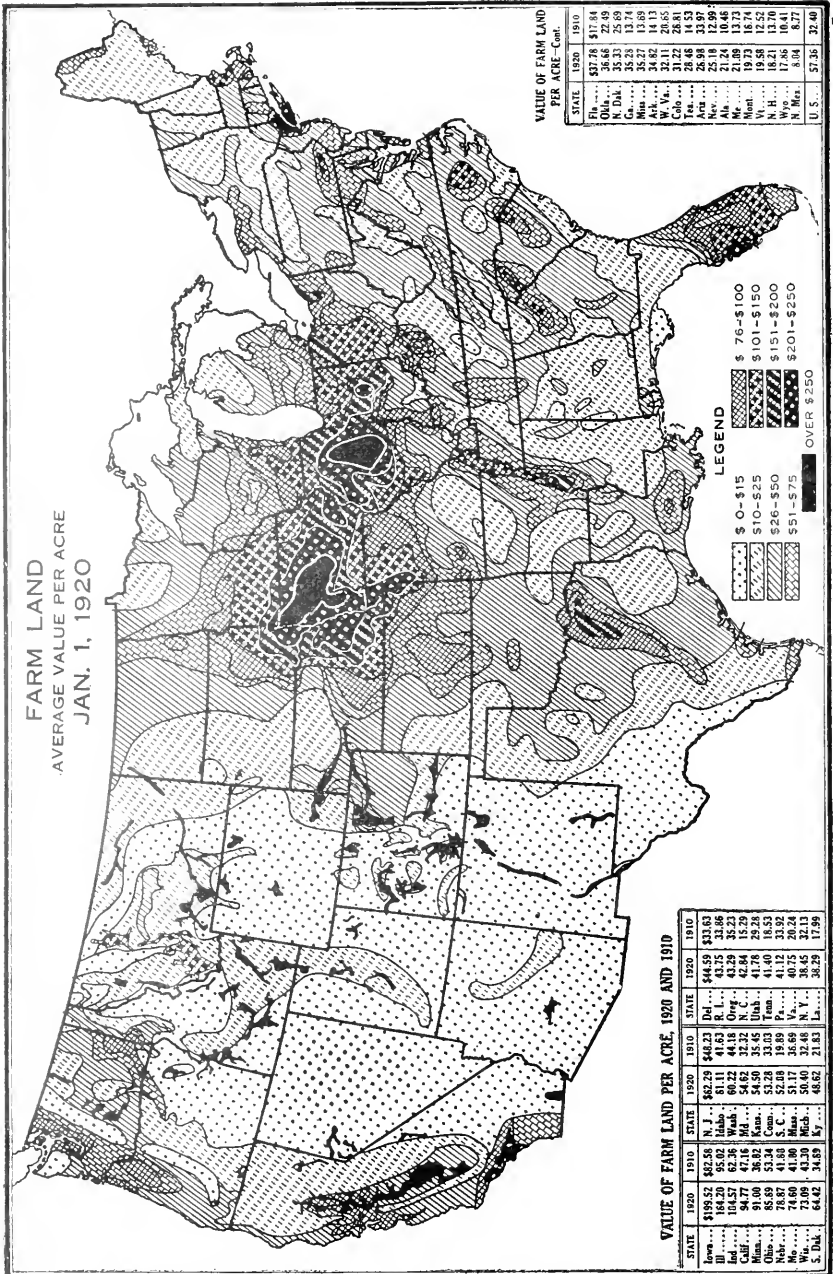 FARM LAND
AVERAGE VALUE PER ACRE
JAN. 1, 1920
VALUE OF FARM LAND
PER ACRE—Cont.
STATE 1920 1910
Fla.... $37.78 $17.84
Okla.... 36.66 22.49
N. Dak. 35.33 25.69
Ga.... 35.28 13.74
Miss.... 35.27 13.69
Ark.... 34.82 14.13
W. Va.. 32.11 20.65
Colo.... 31.22 26.81
Tex.... 28.48 14.53
Ariz.... 26.98 33.97
Nev.... 25.18 12.99
Ala.... 21.24 10.46
Me.... 21.09 13.73
Mont.... 19.73 16.74
Vt.... 19.58 12.52
N. H.... 18.21 13.70
Wyo.... 17.86 10.41
N. Mex. 8.04 8.77
U. S.... 57.36 32.40
LEGEND
$ 0-$15 $ 76-$100
$10-$25 $101-$150
$26-$50 $151-$200
$51-$75 $201-$250
OVER $250
VALUE OF FARM LAND PER ACRE, 1920 AND 1910
STATE 1920 1910 STATE 1920 1910 STATE 1920 1910
Iowa.... $199.52 $82.58 N. J.... $62.29 $48.23 Del.... $44.59 $33.63
Ill.... 164.20 95.02 Idaho... 61.11 41.63 R. I.... 43.75 33.86
Ind.... 104.57 62.36 Wash... 60.22 44.18 Oreg... 43.29 35.23
Calif... 94.77 47.16 Md.... 54.62 32.32 N. C.... 42.84 15.29
Minn... 91.00 36.82 Kans... 54.50 35.45 Utah... 41.78 29.28
Ohio... 85.69 53.34 Conn... 53.28 33.03 Tenn... 41.40 18.53
Nebr... 78.87 41.80 S. C.... 52.08 19.89 Pa.... 41.12 33.92
Mo.... 74.60 41.80 Mass... 51.17 36.69 Va.... 40.75 20.24
Wis.... 73.09 43.30 Mich... 50.40 32.48 N. Y.... 38.45 32.13
S. Dak. 64.42 34.69 Ky.... 48.62 21.83 La.... 38.29 17.99